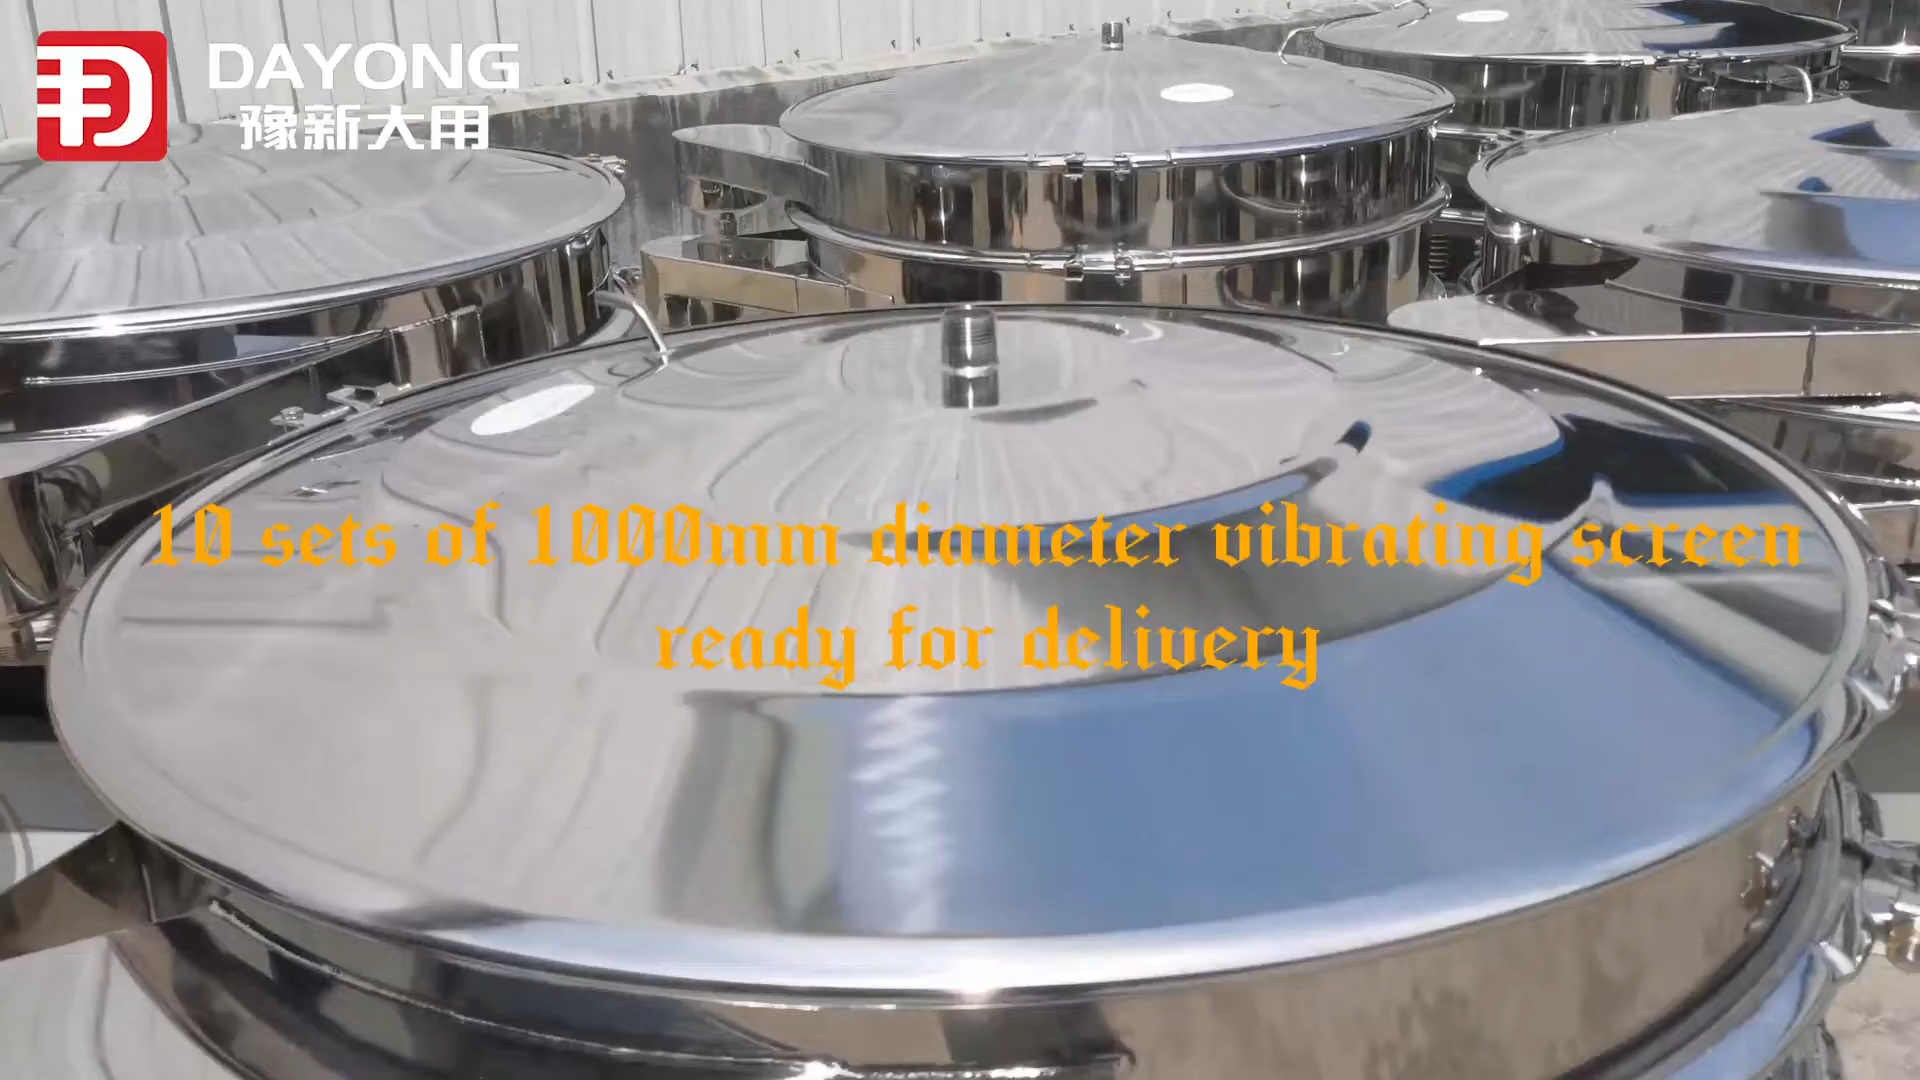 DAYONG
豫新大用
10 sets of 1000mm diameter vibrating screen
ready for delivery